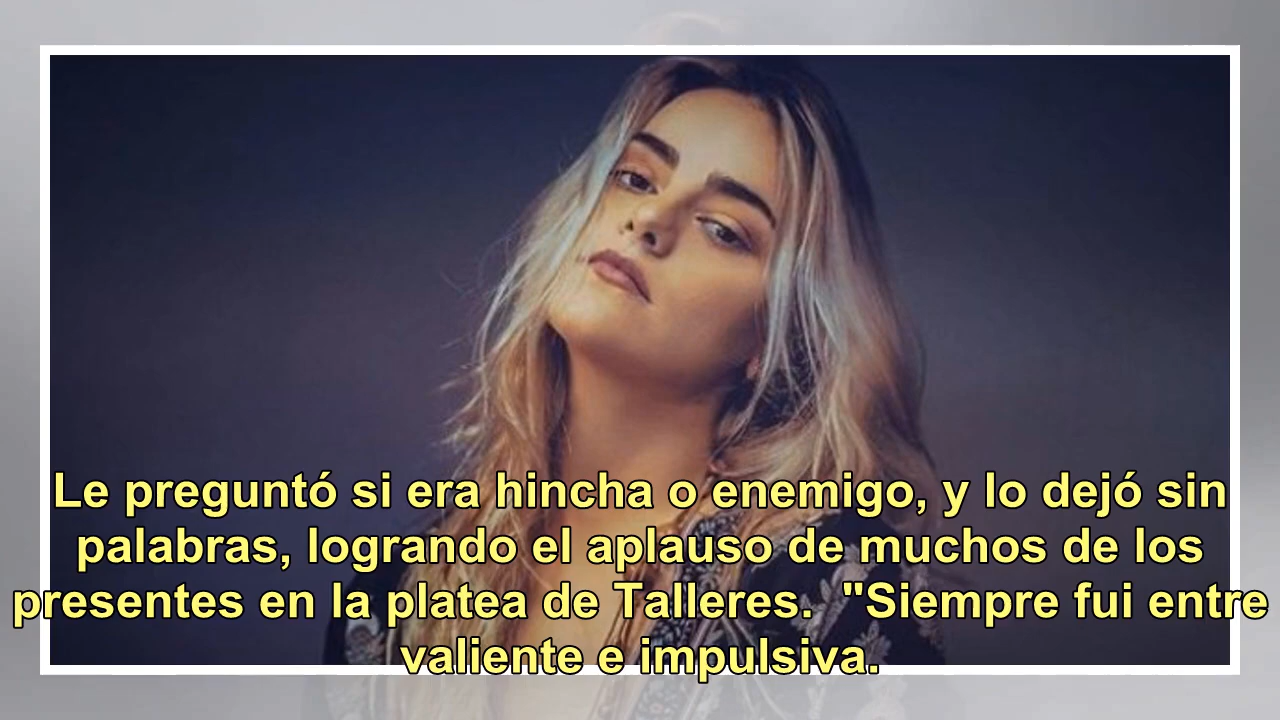 Le preguntó si era hincha o enemigo, y lo dejó sin
palabras, logrando el aplauso de muchos de los
presentes en la platea de Talleres.  "Siempre fui entre
valiente e impulsiva.